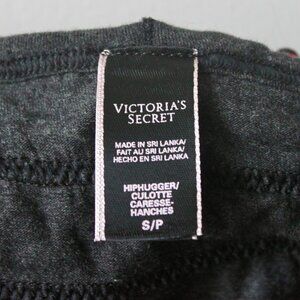 VICTORIA'S
SECRET
MADE IN SRI LANKA/
FAIT AU SRI LANKA/
HECHO EN SRI LANKA
HIPHUGGER/
CULOTTE
CARESSE-
HANCHES
S/P